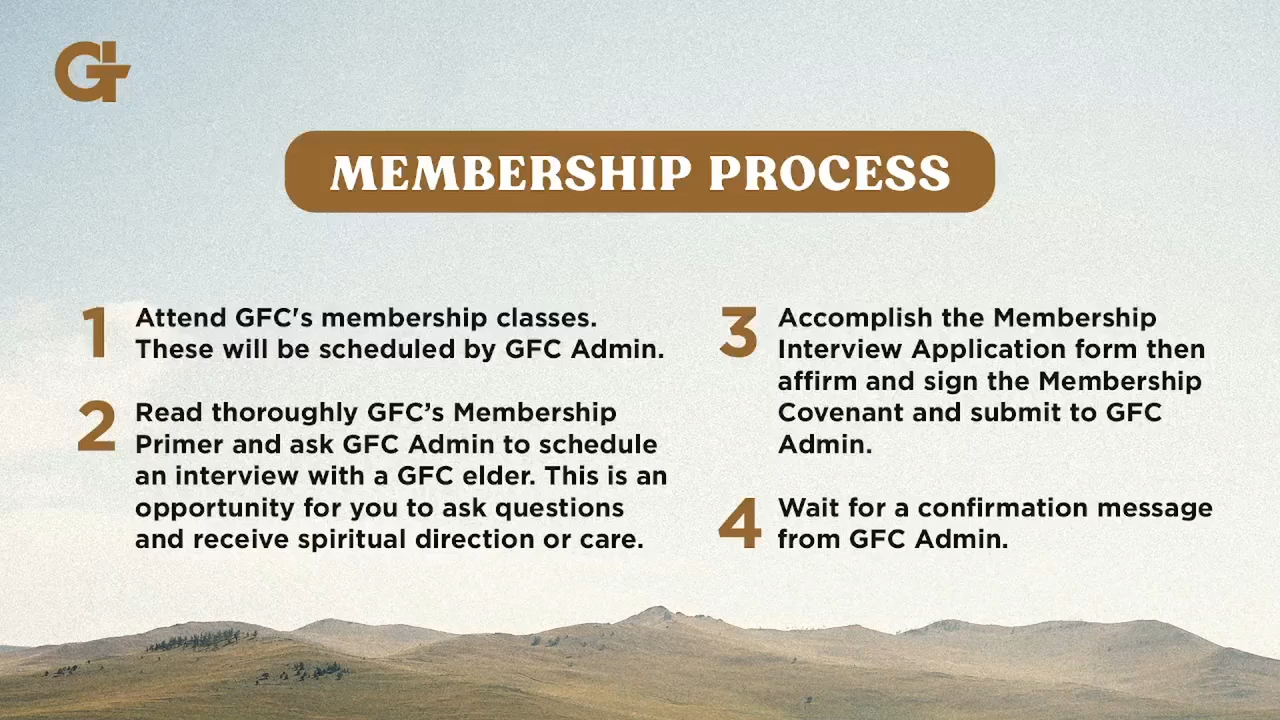 MEMBERSHIP PROCESS
1
Attend GFC's membership classes.
These will be scheduled by GFC Admin.
2
Read thoroughly GFC’s Membership
Primer and ask GFC Admin to schedule
an interview with a GFC elder. This is an
opportunity for you to ask questions
and receive spiritual direction or care.
3
Accomplish the Membership
Interview Application form then
affirm and sign the Membership
Covenant and submit to GFC
Admin.
4
Wait for a confirmation message
from GFC Admin.